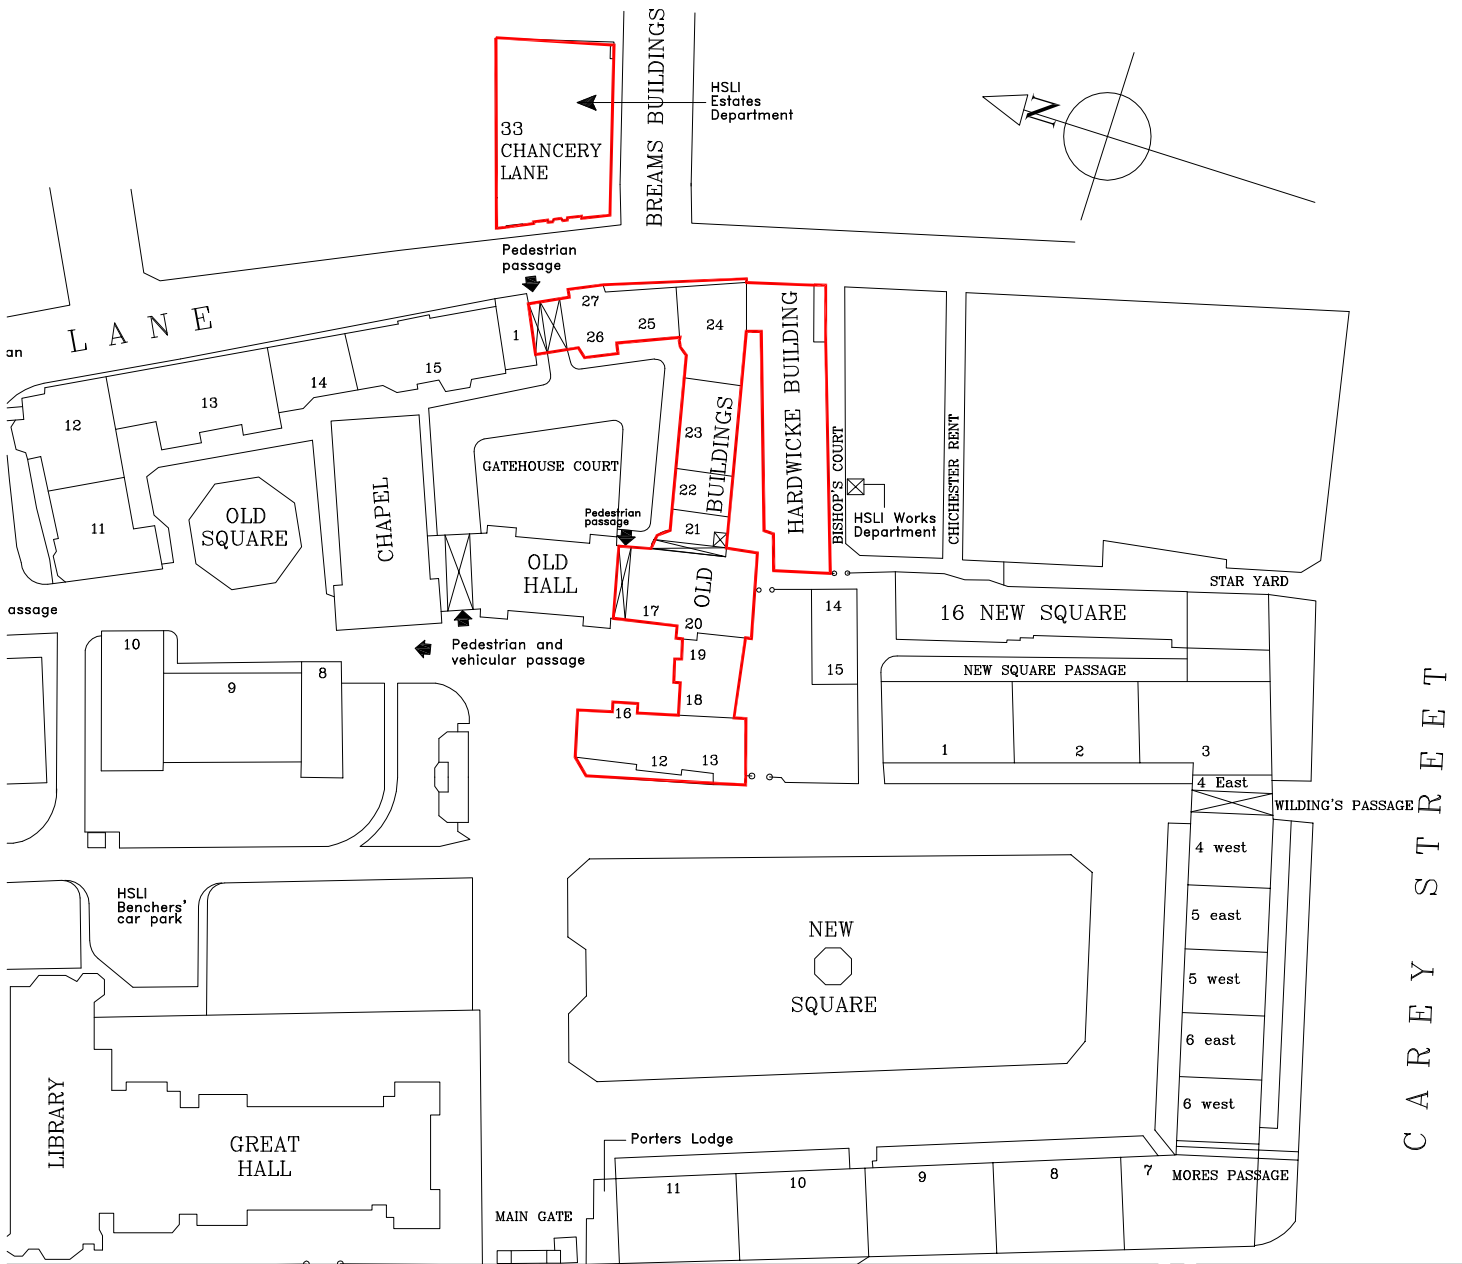 BREAMS BUILDINGS
HSLI
Estates
Department
33
CHANCERY
LANE
N
Pedestrian
passage
LANE
an
1
27
26
25
24
15
14
13
12
11
HARDWICKE BUILDING
23
22
21
BUILDINGS
OLD
GATEHOUSE COURT
CHAPEL
OLD
SQUARE
BISHOP'S COURT
CHICHESTER RENT
HSLI Works
Department
Pedestrian
passage
OLD
HALL
17
20
19
18
16
12
13
14
15
STAR YARD
16 NEW SQUARE
NEW SQUARE PASSAGE
assage
10
9
8
Pedestrian and
vehicular passage
1
2
3
4 East
WILDING'S PASSAGE
4 west
5 east
5 west
6 east
6 west
CAREY STREET
HSLI
Benchers'
car park
NEW
SQUARE
LIBRARY
GREAT
HALL
Porters Lodge
MAIN GATE
11
10
9
8
7
MORES PASSAGE